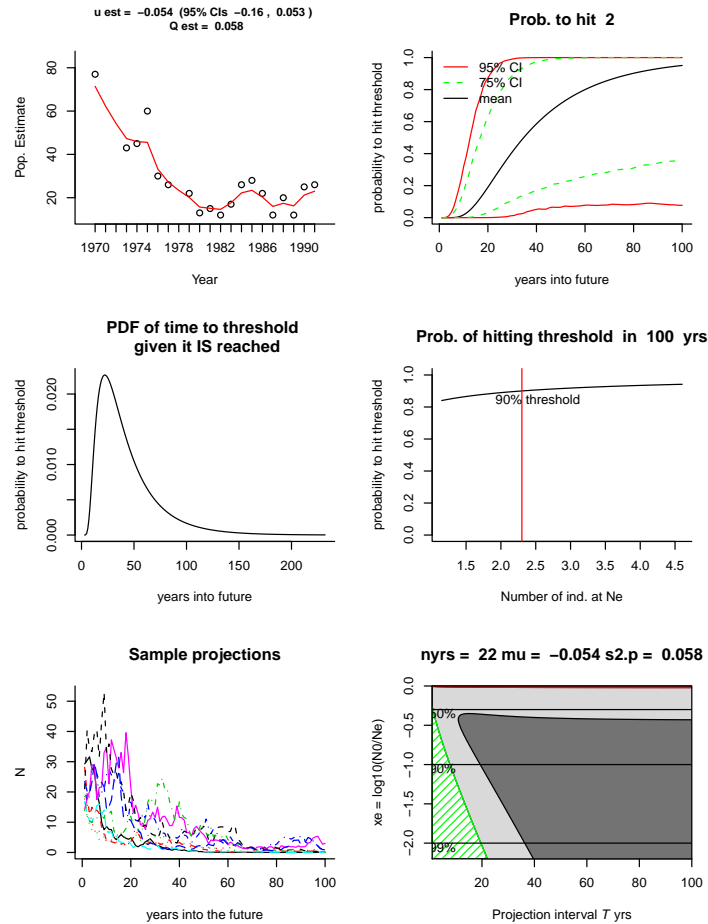 u est = −0.054 (95% CIs −0.16 , 0.053 )
Q est = 0.058
Pop. Estimate
80
60
40
20
1970 1974 1978 1982 1986 1990
Year
Prob. to hit 2
probability to hit threshold
1.0
0.8
0.6
0.4
0.2
0.0
95% CI
75% CI
mean
0 20 40 60 80 100
years into future
PDF of time to threshold
given it IS reached
probability to hit threshold
0.020
0.010
0.000
0 50 100 150 200
years into future
Prob. of hitting threshold in 100 yrs
probability to hit threshold
1.0
0.8
0.6
0.4
0.2
0.0
90% threshold
1.5 2.0 2.5 3.0 3.5 4.0 4.5
Number of ind. at Ne
Sample projections
N
50
40
30
20
10
0
0 20 40 60 80 100
years into the future
nyrs = 22 mu = −0.054 s2.p = 0.058
xe = log10(N0/Ne)
0.0
−0.5
−1.0
−1.5
−2.0
50%
90%
99%
20 40 60 80 100
Projection interval T yrs